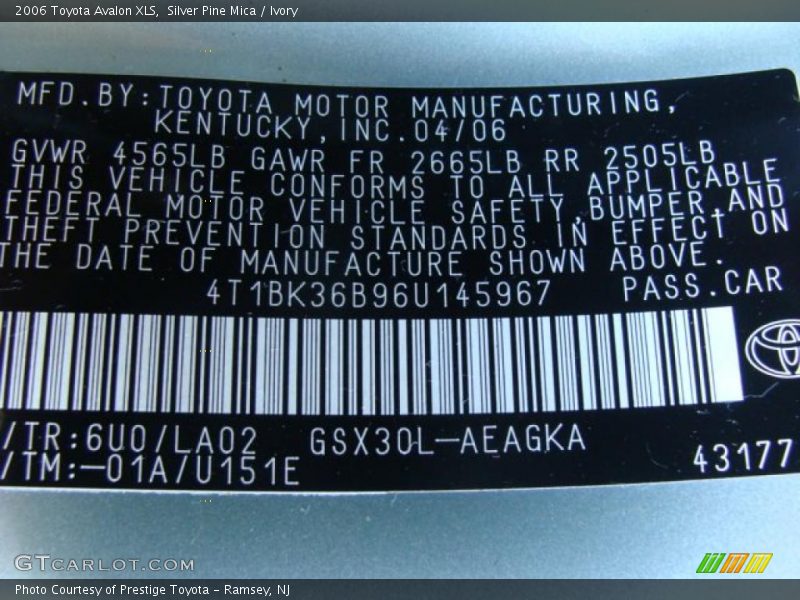 2006 Toyota Avalon XLS,  Silver Pine Mica / Ivory
MFD.BY:TOYOTA MOTOR MANUFACTURING,
KENTUCKY,INC.04/06
GVWR 4565LB GAWR FR 2665LB RR 2505LB
THIS VEHICLE CONFORMS TO ALL APPLICABLE
FEDERAL MOTOR VEHICLE SAFETY,BUMPER,AND
THEFT PREVENTION STANDARDS IN EFFECT ON
THE DATE OF MANUFACTURE SHOWN ABOVE.
4T1BK36B96U145967 PASS.CAR
/TR:6U0/LA02 GSX30L-AEAGKA
/TM:-01A/U151E 43177
GTCARLOT.COM
Photo Courtesy of Prestige Toyota - Ramsey, NJ